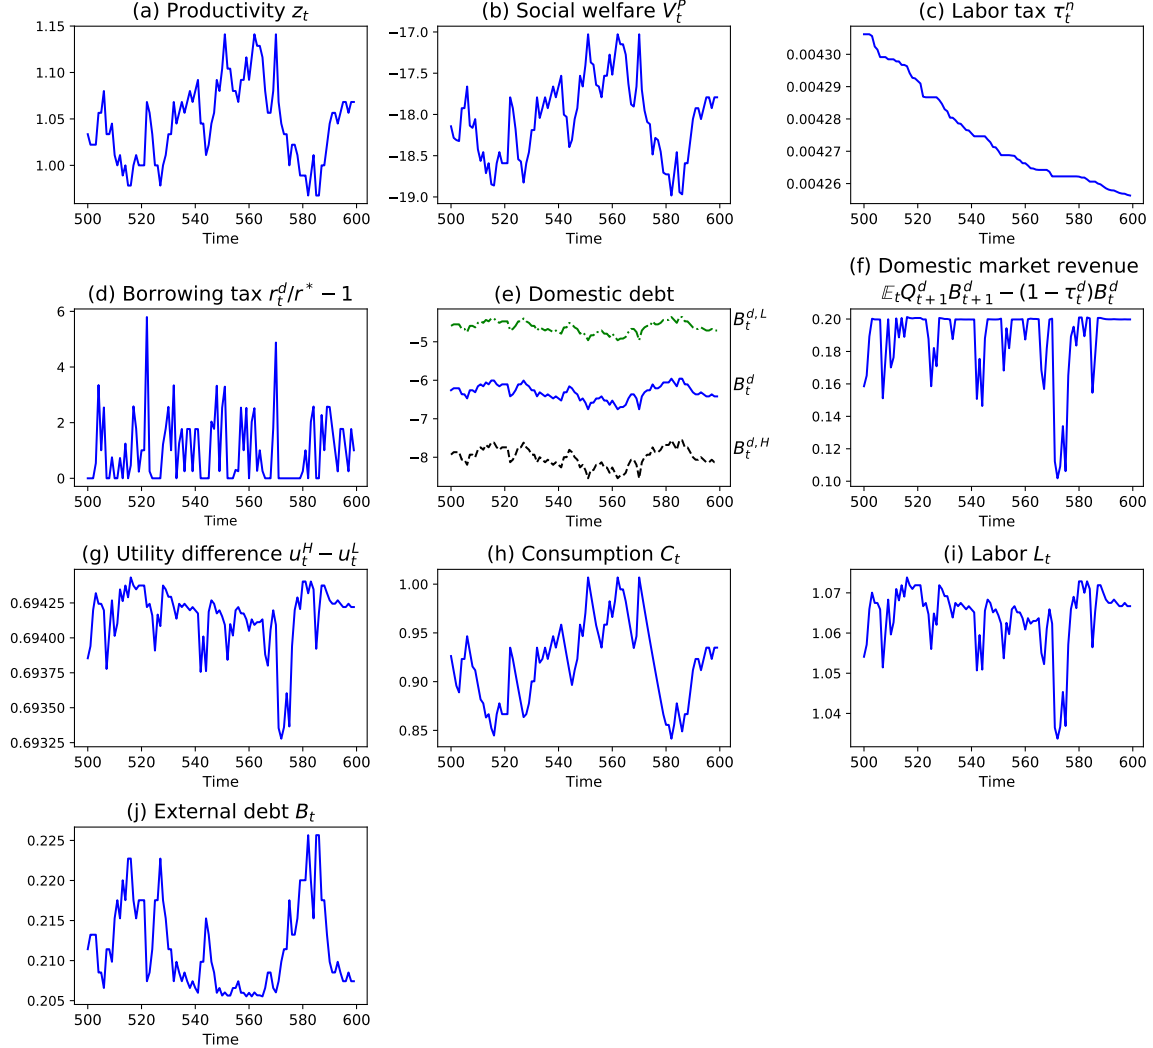 (a) Productivity z_t
1.15
1.10
1.05
1.00
500 520 540 560 580 600
Time
(b) Social welfare V_t^P
−17.0
−17.5
−18.0
−18.5
−19.0
500 520 540 560 580 600
Time
(c) Labor tax τ_t^n
0.00430
0.00429
0.00428
0.00427
0.00426
500 520 540 560 580 600
Time
(d) Borrowing tax r_t^d/r^* − 1
6
4
2
0
500 520 540 560 580 600
Time
(e) Domestic debt
−5
−6
−7
−8
B_t^{d,L}
B_t^d
B_t^{d,H}
500 520 540 560 580 600
Time
(f) Domestic market revenue
𝔼_tQ_{t+1}^dB_{t+1}^d − (1 − τ_t^d)B_t^d
0.20
0.18
0.16
0.14
0.12
0.10
500 520 540 560 580 600
Time
(g) Utility difference u_t^H − u_t^L
0.69425
0.69400
0.69375
0.69350
0.69325
500 520 540 560 580 600
Time
(h) Consumption C_t
1.00
0.95
0.90
0.85
500 520 540 560 580 600
Time
(i) Labor L_t
1.07
1.06
1.05
1.04
500 520 540 560 580 600
Time
(j) External debt B_t
0.225
0.220
0.215
0.210
0.205
500 520 540 560 580 600
Time